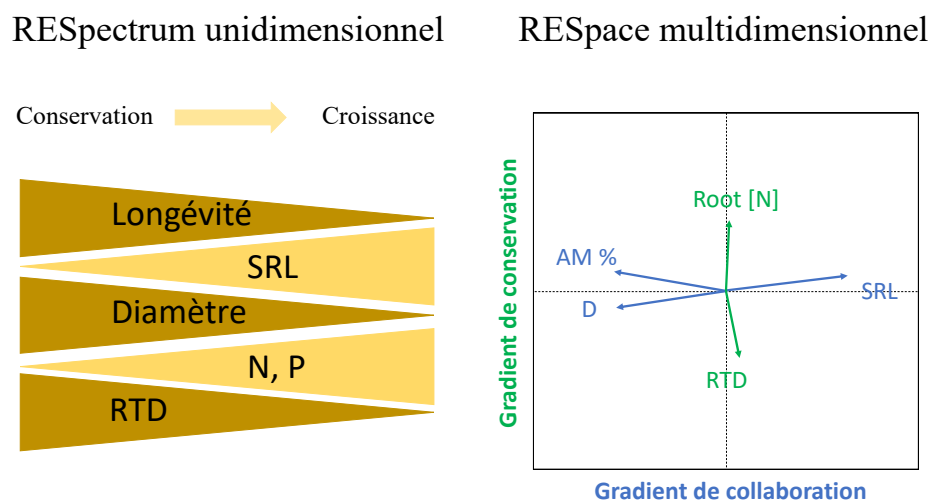 RESpectrum unidimensionnel
Conservation
Croissance
Longévité
SRL
Diamètre
N, P
RTD
RESpace multidimensionnel
Gradient de conservation
Root [N]
AM %
D
SRL
RTD
Gradient de collaboration